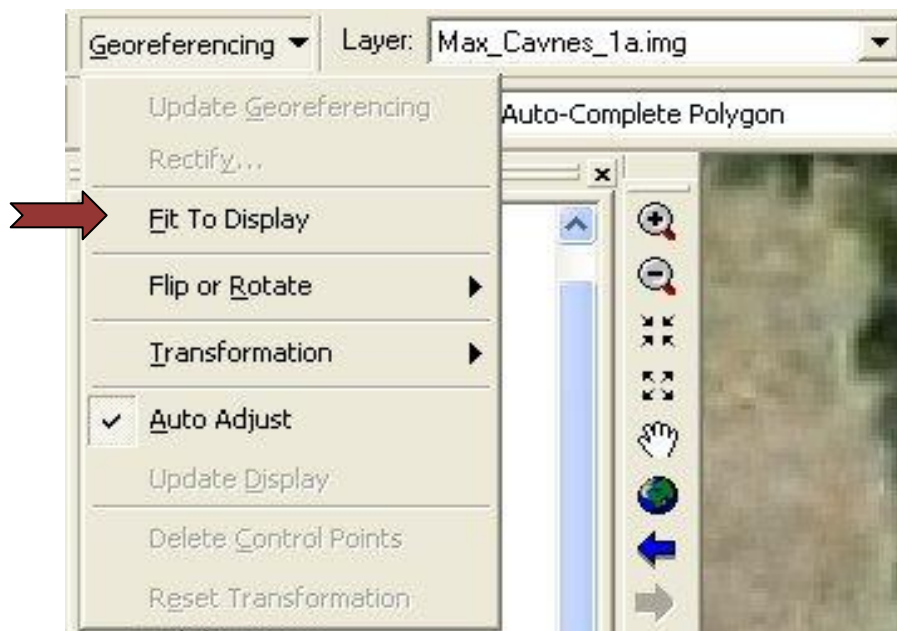 Georeferencing Layer: Max_Cavnes_1a.img
Update Georeferencing
Auto-Complete Polygon
Rectify...
Fit To Display
Flip or Rotate
Transformation
Auto Adjust
Update Display
Delete Control Points
Reset Transformation